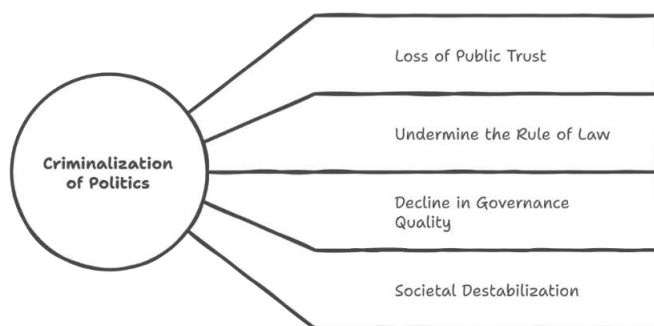 Criminalization
of Politics
Loss of Public Trust
Undermine the Rule of Law
Decline in Governance
Quality
Societal Destabilization